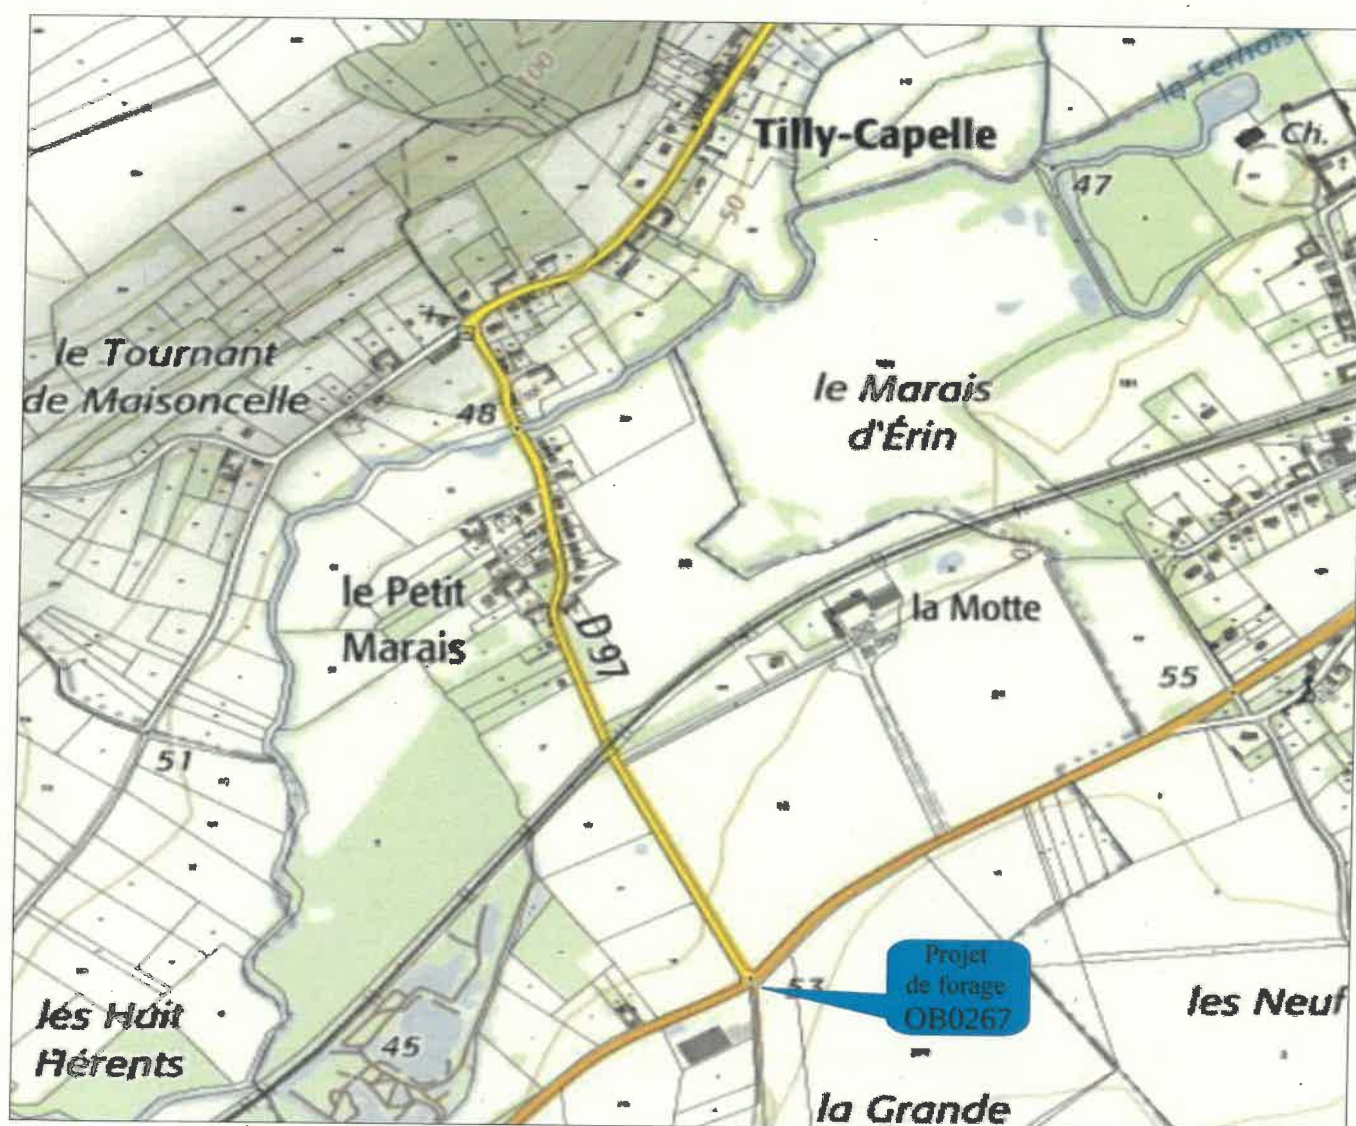 100
la Ternoise
Tilly-Capelle
Ch.
47
50
le Tournant
de Maisoncelle
48
le Marais
d'Érin
le Petit
Marais
D 97
la Motte
55
51
Projet
de forage
OB0267
53
les Neuf
les Huit
Hérents
45
la Grande